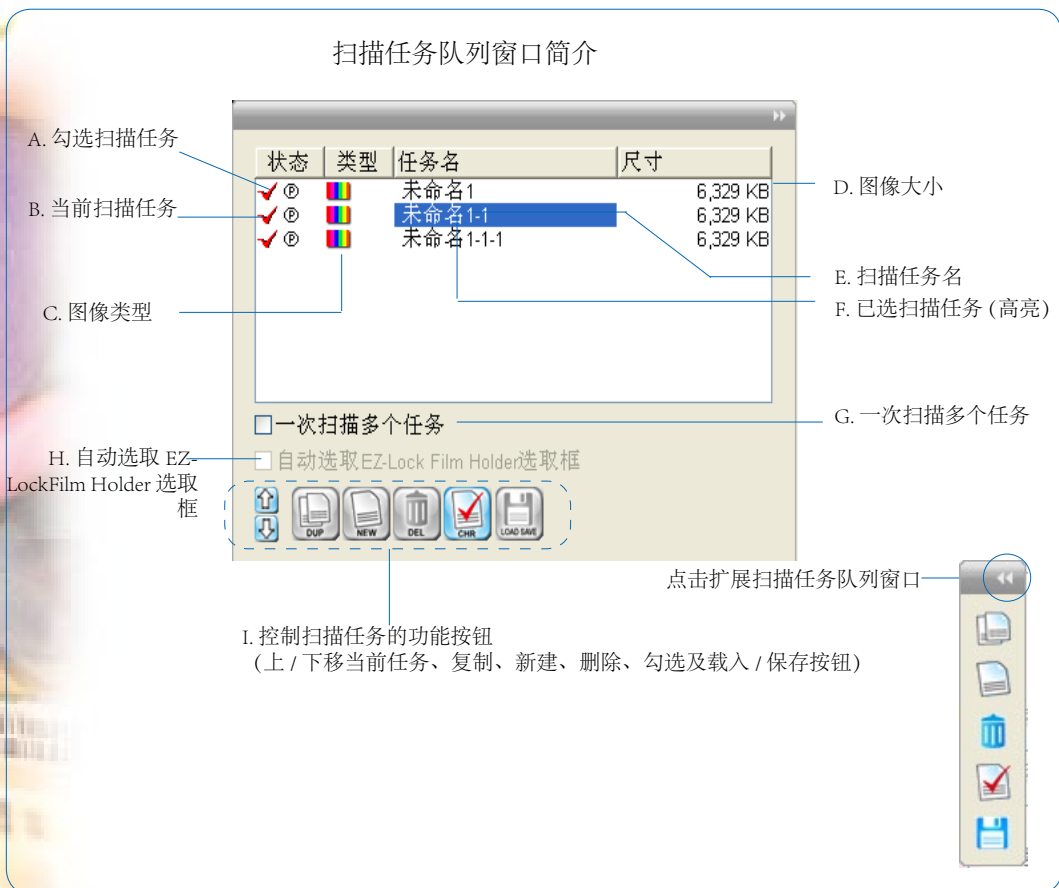 扫描任务队列窗口简介
A. 勾选扫描任务
B. 当前扫描任务
C. 图像类型
状态 类型 任务名 尺寸
P 未命名1 6,329 KB
P 未命名1-1 6,329 KB
P 未命名1-1-1 6,329 KB
D. 图像大小
E. 扫描任务名
F. 已选扫描任务 (高亮)
一次扫描多个任务
G. 一次扫描多个任务
自动选取EZ-Lock Film Holder选取框
H. 自动选取 EZ-
LockFilm Holder 选取
框
DUP NEW DEL CHR LOAD SAVE
点击扩展扫描任务队列窗口
I. 控制扫描任务的功能按钮
(上 / 下移当前任务、复制、新建、删除、勾选及载入 / 保存按钮)